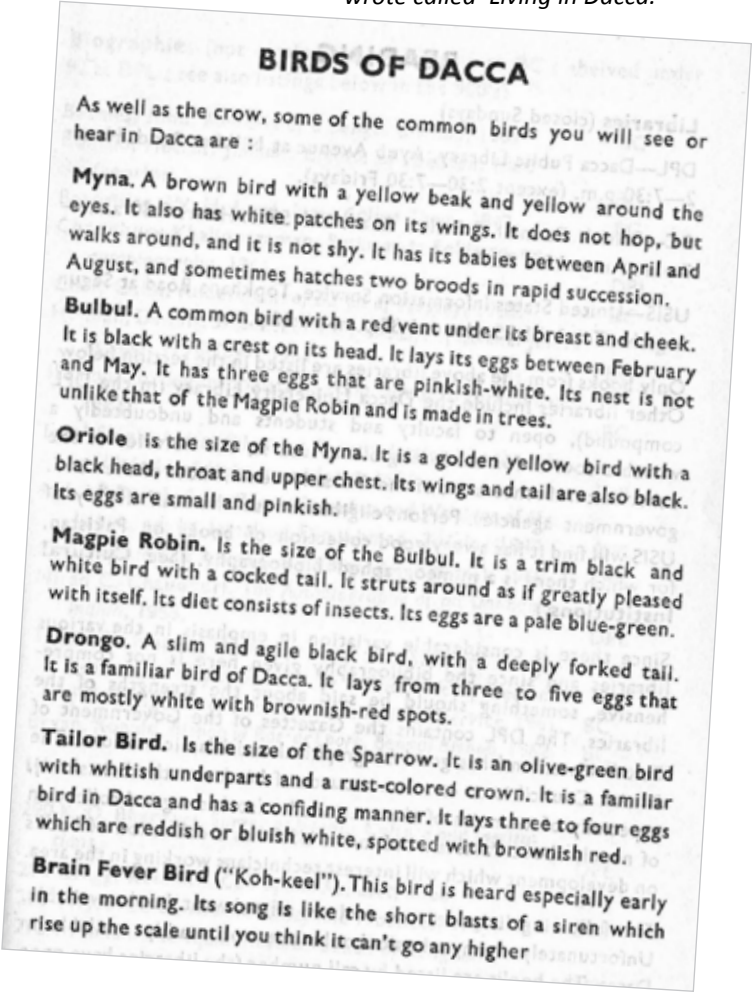 wrote called 'Living in Dacca.'
BIRDS OF DACCA
As well as the crow, some of the common birds you will see or
hear in Dacca are :
Myna. A brown bird with a yellow beak and yellow around the
eyes. It also has white patches on its wings. It does not hop, but
walks around, and it is not shy. It has its babies between April and
August, and sometimes hatches two broods in rapid succession.
Bulbul. A common bird with a red vent under its breast and cheek.
It is black with a crest on its head. It lays its eggs between February
and May. It has three eggs that are pinkish-white. Its nest is not
unlike that of the Magpie Robin and is made in trees.
Oriole is the size of the Myna. It is a golden yellow bird with a
black head, throat and upper chest. Its wings and tail are also black.
Its eggs are small and pinkish.
Magpie Robin. Is the size of the Bulbul. It is a trim black and
white bird with a cocked tail. It struts around as if greatly pleased
with itself. Its diet consists of insects. Its eggs are a pale blue-green.
Drongo. A slim and agile black bird, with a deeply forked tail.
It is a familiar bird of Dacca. It lays from three to five eggs that
are mostly white with brownish-red spots.
Tailor Bird. Is the size of the Sparrow. It is an olive-green bird
with whitish underparts and a rust-colored crown. It is a familiar
bird in Dacca and has a confiding manner. It lays three to four eggs
which are reddish or bluish white, spotted with brownish red.
Brain Fever Bird ("Koh-keel"). This bird is heard especially early
in the morning. Its song is like the short blasts of a siren which
rise up the scale until you think it can't go any higher